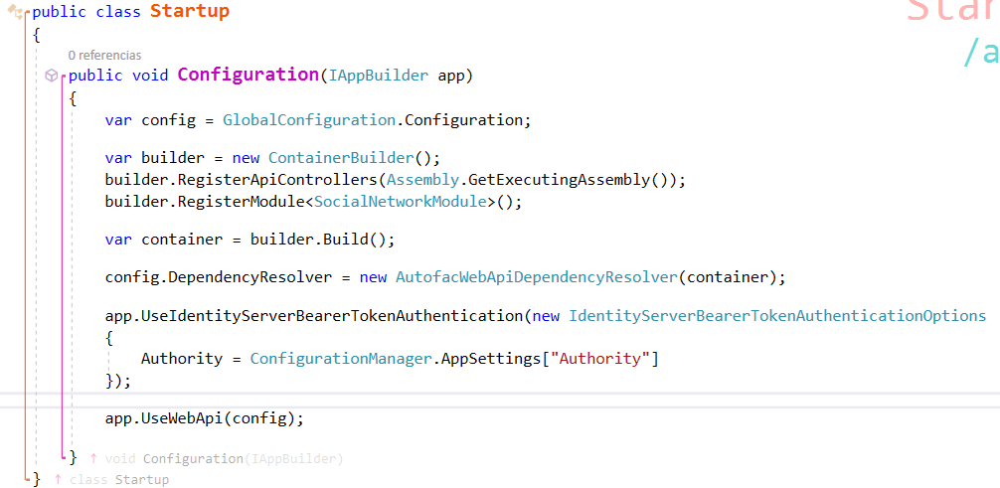 public class Startup
{
0 referencias
public void Configuration(IAppBuilder app)
{
var config = GlobalConfiguration.Configuration;
var builder = new ContainerBuilder();
builder.RegisterApiControllers(Assembly.GetExecutingAssembly());
builder.RegisterModule<SocialNetworkModule>();
var container = builder.Build();
config.DependencyResolver = new AutofacWebApiDependencyResolver(container);
app.UseIdentityServerBearerTokenAuthentication(new IdentityServerBearerTokenAuthenticationOptions
{
Authority = ConfigurationManager.AppSettings["Authority"]
});
app.UseWebApi(config);
} ↑ void Configuration(IAppBuilder)
} ↑ class Startup